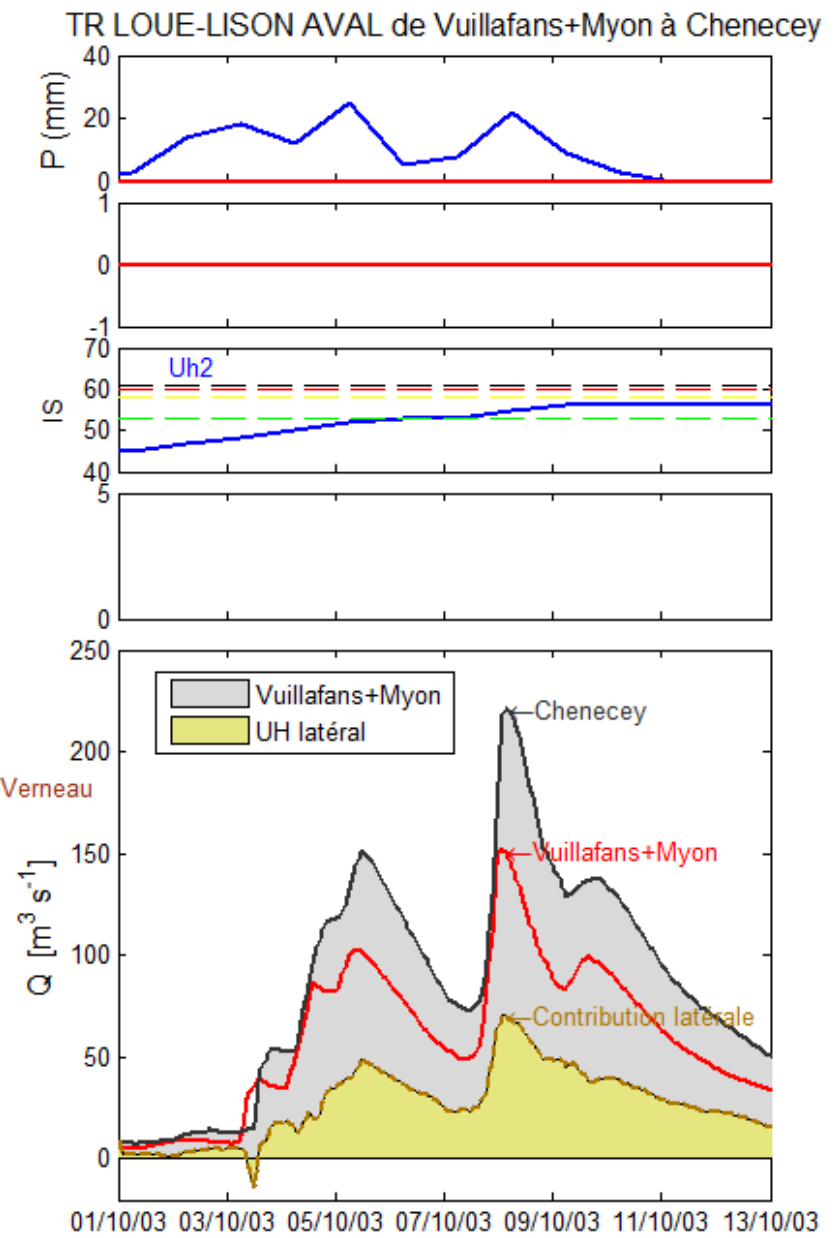 TR LOUE-LISON AVAL de Vuillafans+Myon à Chenecey
P (mm)
40
20
0
1
0
-1
IS
70
60
50
40
Uh2
5
0
Q [m³ s⁻¹]
250
200
150
100
50
0
Vuillafans+Myon
UH latéral
Chenecey
Verneau
Vuillafans+Myon
Contribution latérale
01/10/03 03/10/03 05/10/03 07/10/03 09/10/03 11/10/03 13/10/03